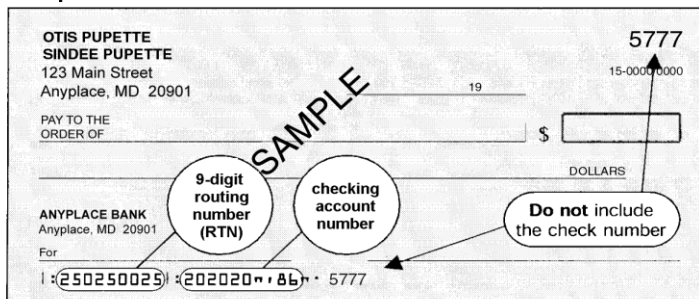 OTIS PUPETTE
SINDEE PUPETTE
123 Main Street
Anyplace, MD 20901
5777
15-0000/0000
19
SAMPLE
PAY TO THE
ORDER OF
$
DOLLARS
9-digit
routing
number
(RTN)
checking
account
number
Do not include
the check number
ANYPLACE BANK
Anyplace, MD 20901
For
|:250250025|:202020⑈86⑈ 5777